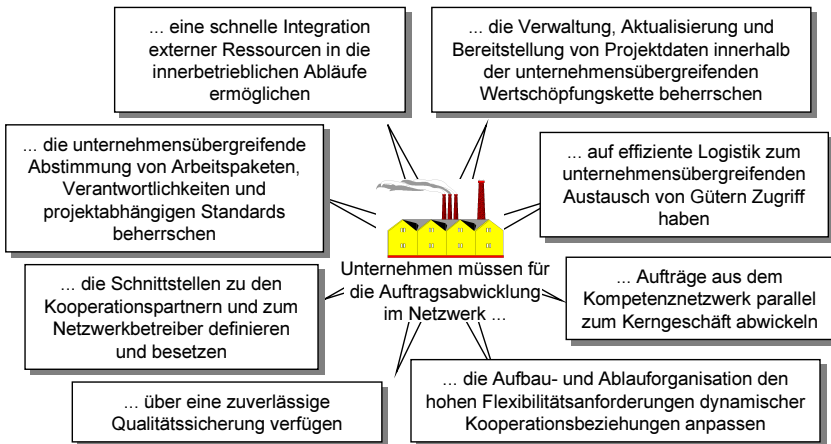 ... eine schnelle Integration
externer Ressourcen in die
innerbetrieblichen Abläufe
ermöglichen
... die Verwaltung, Aktualisierung und
Bereitstellung von Projektdaten innerhalb
der unternehmensübergreifenden
Wertschöpfungskette beherrschen
... die unternehmensübergreifende
Abstimmung von Arbeitspaketen,
Verantwortlichkeiten und
projektabhängigen Standards
beherrschen
... auf effiziente Logistik zum
unternehmensübergreifenden
Austausch von Gütern Zugriff
haben
Unternehmen müssen für
die Auftragsabwicklung
im Netzwerk ...
... die Schnittstellen zu den
Kooperationspartnern und zum
Netzwerkbetreiber definieren
und besetzen
... Aufträge aus dem
Kompetenznetzwerk parallel
zum Kerngeschäft abwickeln
... über eine zuverlässige
Qualitätssicherung verfügen
... die Aufbau- und Ablauforganisation den
hohen Flexibilitätsanforderungen dynamischer
Kooperationsbeziehungen anpassen